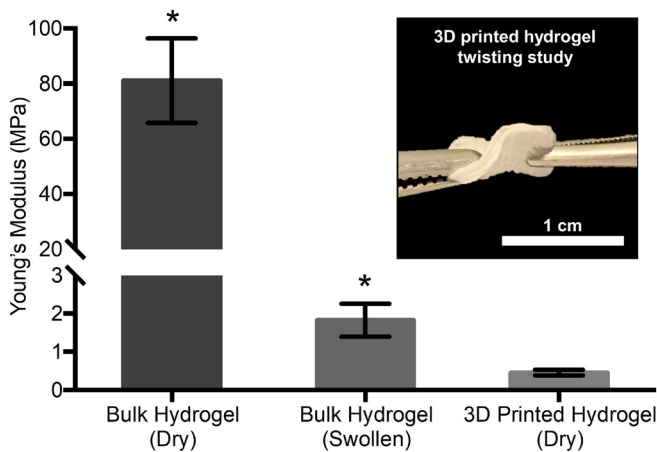 Young's Modulus (MPa)
100
80
60
40
20
3
2
1
0
*
*
3D printed hydrogel
twisting study
1 cm
Bulk Hydrogel
(Dry)
Bulk Hydrogel
(Swollen)
3D Printed Hydrogel
(Dry)